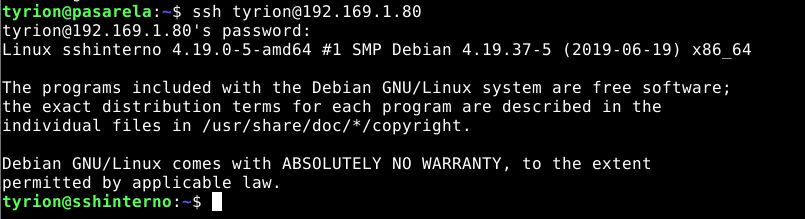 tyrion@pasarela:~$ ssh tyrion@192.169.1.80
tyrion@192.169.1.80's password:
Linux sshinterno 4.19.0-5-amd64 #1 SMP Debian 4.19.37-5 (2019-06-19) x86_64
The programs included with the Debian GNU/Linux system are free software;
the exact distribution terms for each program are described in the
individual files in /usr/share/doc/*/copyright.
Debian GNU/Linux comes with ABSOLUTELY NO WARRANTY, to the extent
permitted by applicable law.
tyrion@sshinterno:~$